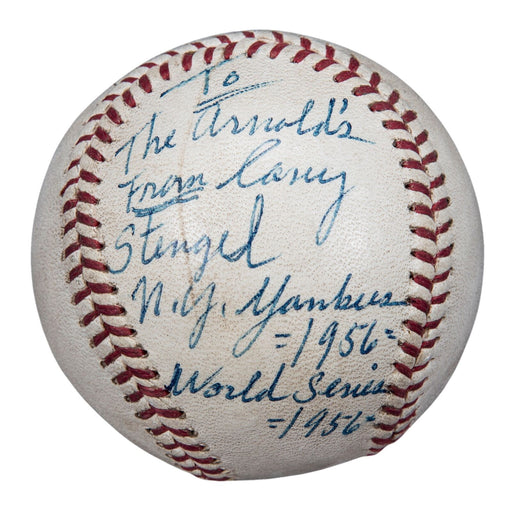 To
The Arnold's
From Casey
Stengel
N.Y. Yankees
=1956=
World Series
=1956=